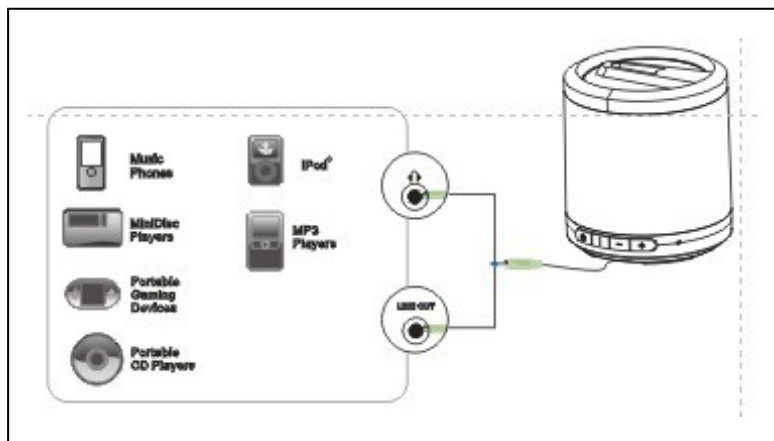 Music
Phones
iPod®
MiniDisc
Players
MP3
Players
Portable
Gaming
Devices
LINE OUT
Portable
CD Players